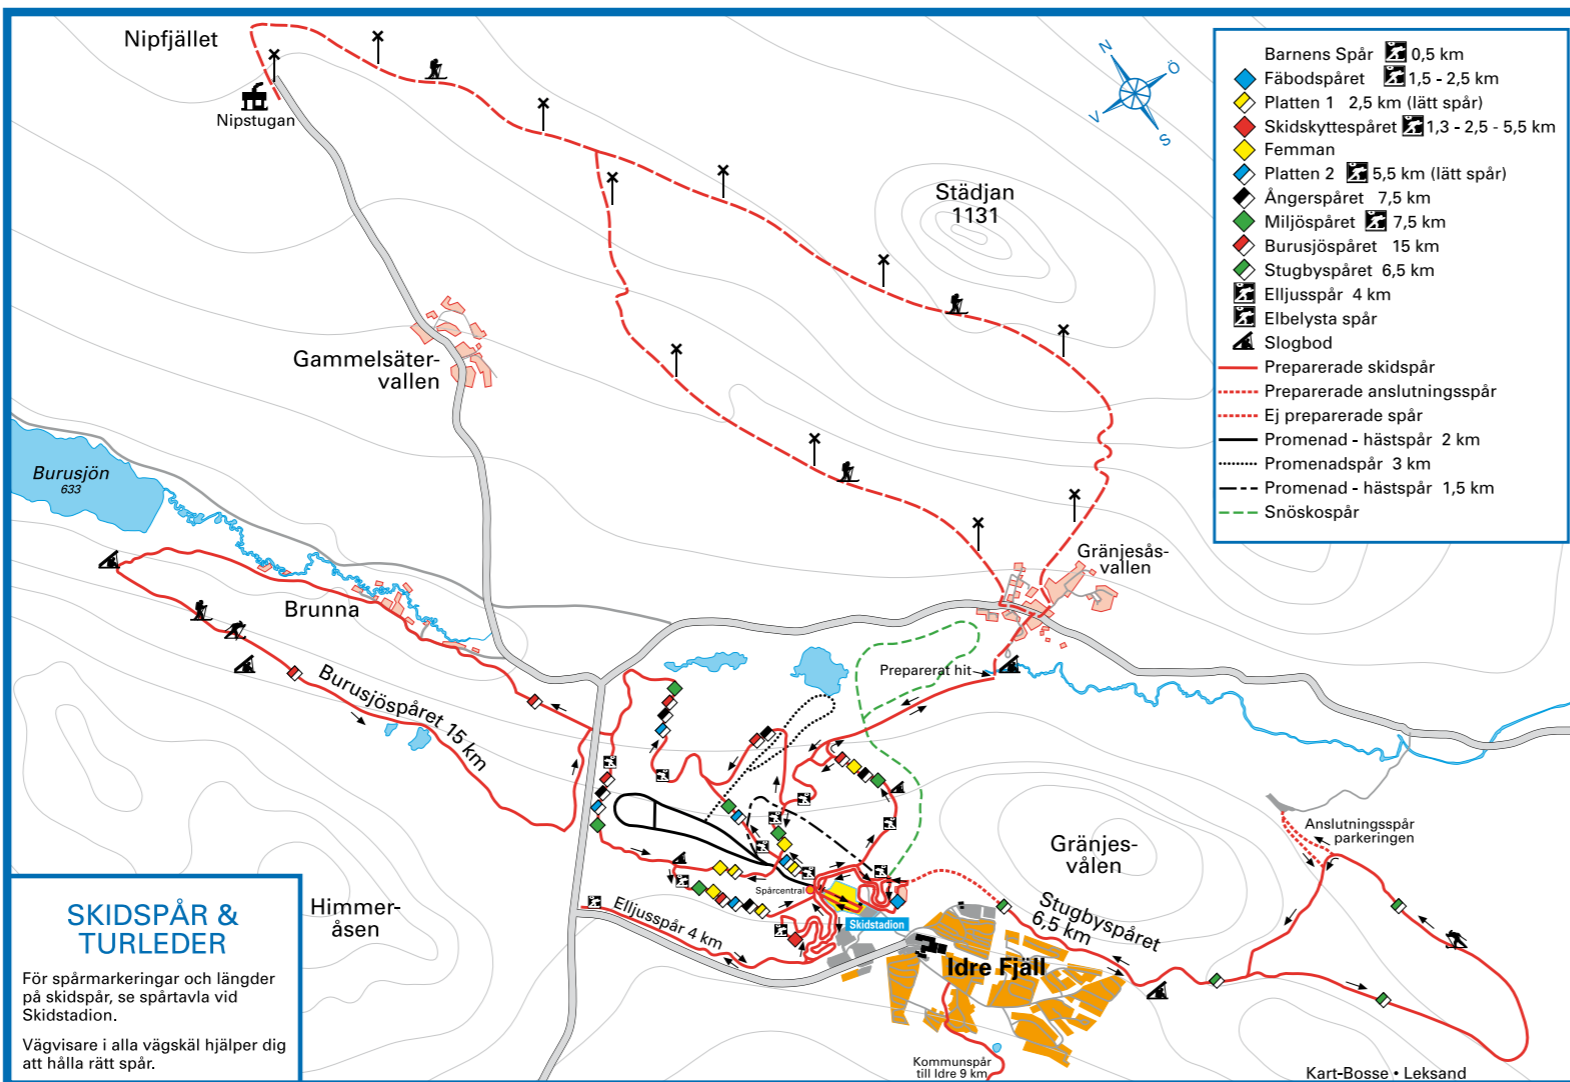 Nipfjället
Nipstugan
N
Ö
V
S
Städjan
1131
Gammelsäter-
vallen
Burusjön
633
Brunna
Burusjöspåret 15 km
Gränjesås-
vallen
Preparerat hit
Gränjes-
vålen
Anslutningsspår
parkeringen
Stugbyspåret
6,5 km
Spårcentral
Skidstadion
Idre Fjäll
Elljusspår 4 km
Himmer-
åsen
Kommunspår
till Idre 9 km
Barnens Spår 0,5 km
Fäbodspåret 1,5 - 2,5 km
Platten 1 2,5 km (lätt spår)
Skidskyttespåret 1,3 - 2,5 - 5,5 km
Femman
Platten 2 5,5 km (lätt spår)
Ångerspåret 7,5 km
Miljöspåret 7,5 km
Burusjöspåret 15 km
Stugbyspåret 6,5 km
Elljusspår 4 km
Elbelysta spår
Slogbod
Preparerade skidspår
Preparerade anslutningsspår
Ej preparerade spår
Promenad - hästspår 2 km
Promenadspår 3 km
Promenad - hästspår 1,5 km
Snöskospår
SKIDSPÅR &
TURLEDER
För spårmarkeringar och längder
på skidspår, se spårtavla vid
Skidstadion.
Vägvisare i alla vägskäl hjälper dig
att hålla rätt spår.
Kart-Bosse • Leksand